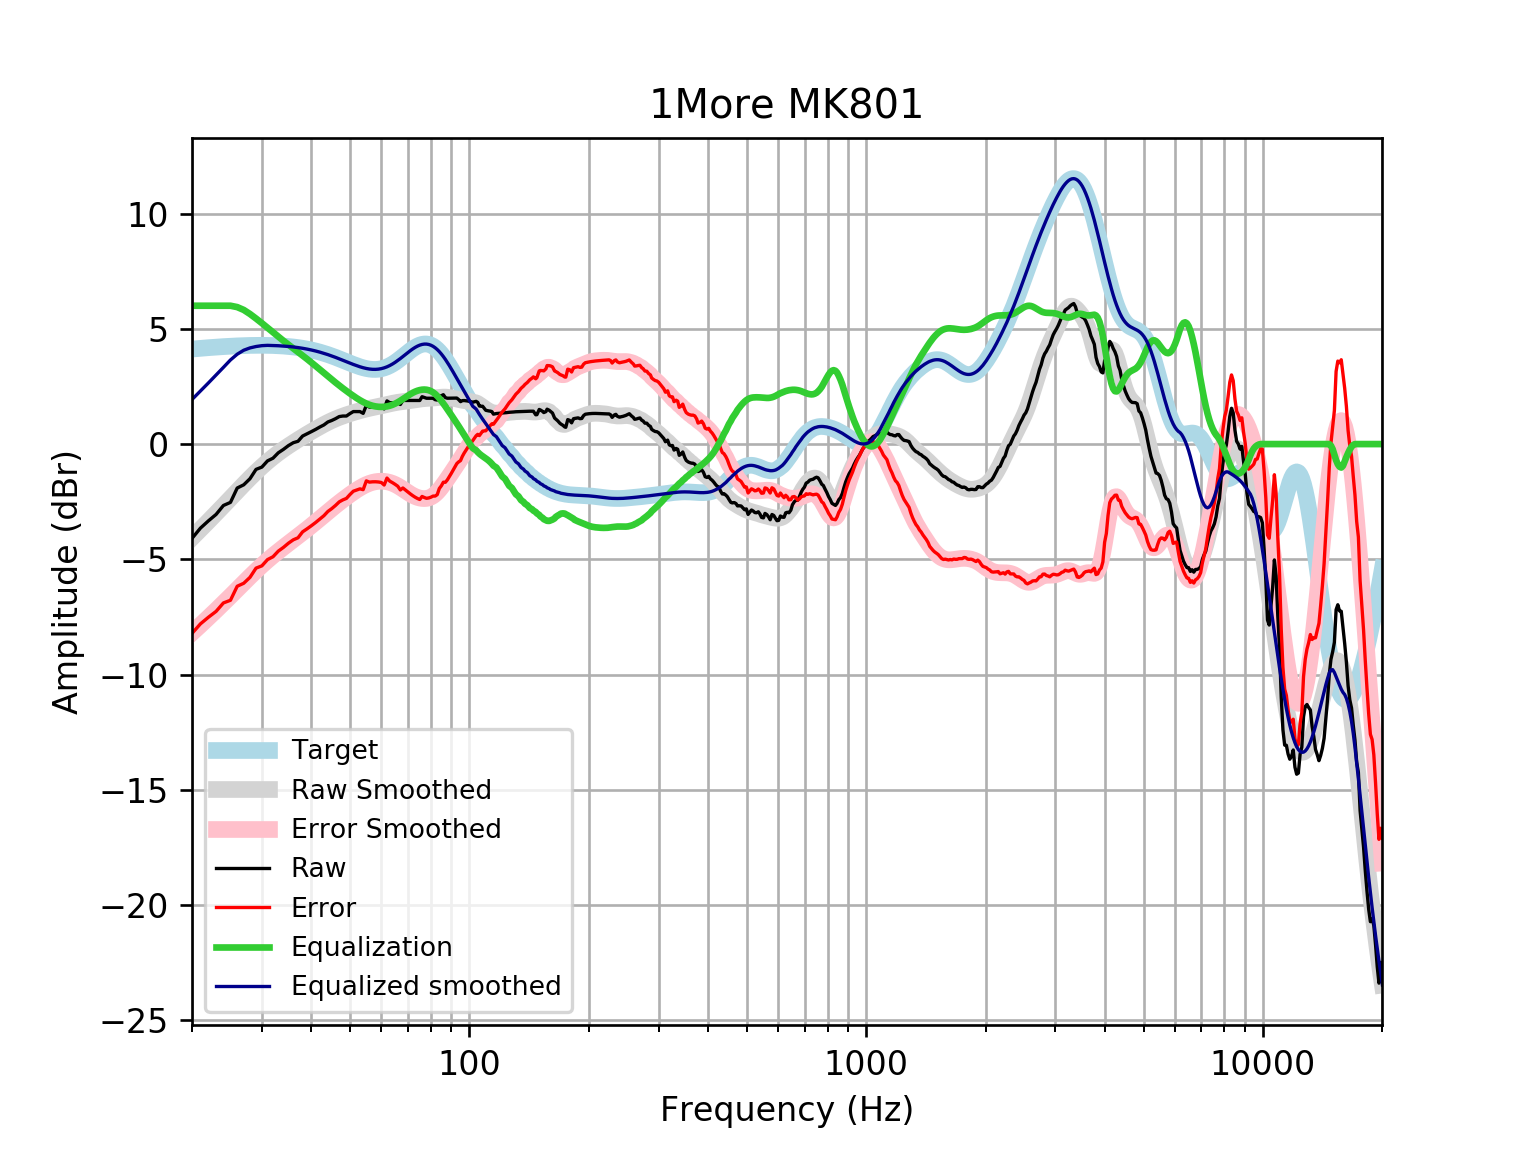 1More MK801
Amplitude (dBr)
10
5
0
−5
−10
−15
−20
−25
Target
Raw Smoothed
Error Smoothed
Raw
Error
Equalization
Equalized smoothed
100
1000
10000
Frequency (Hz)